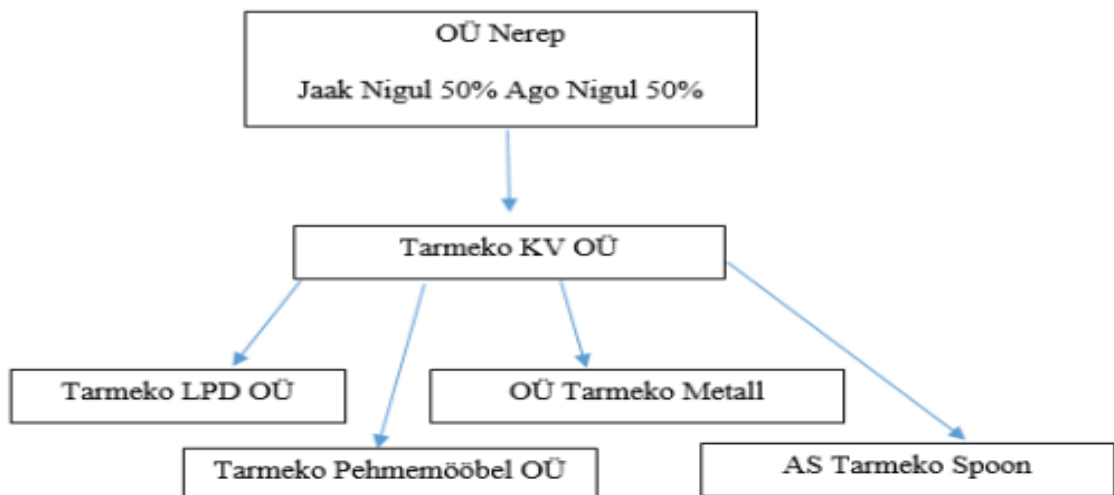 OÜ Nerep
Jaak Nigul 50% Ago Nigul 50%
Tarmeko KV OÜ
Tarmeko LPD OÜ
OÜ Tarmeko Metall
Tarmeko Pehmemööbel OÜ
AS Tarmeko Spoon